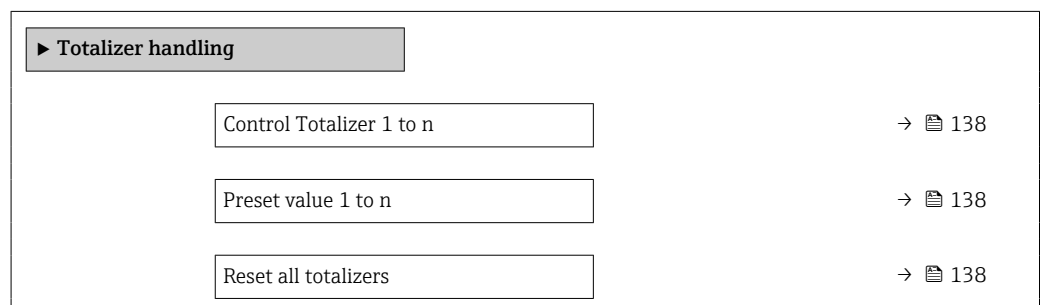 ▶ Totalizer handling
Control Totalizer 1 to n → 138
Preset value 1 to n → 138
Reset all totalizers → 138